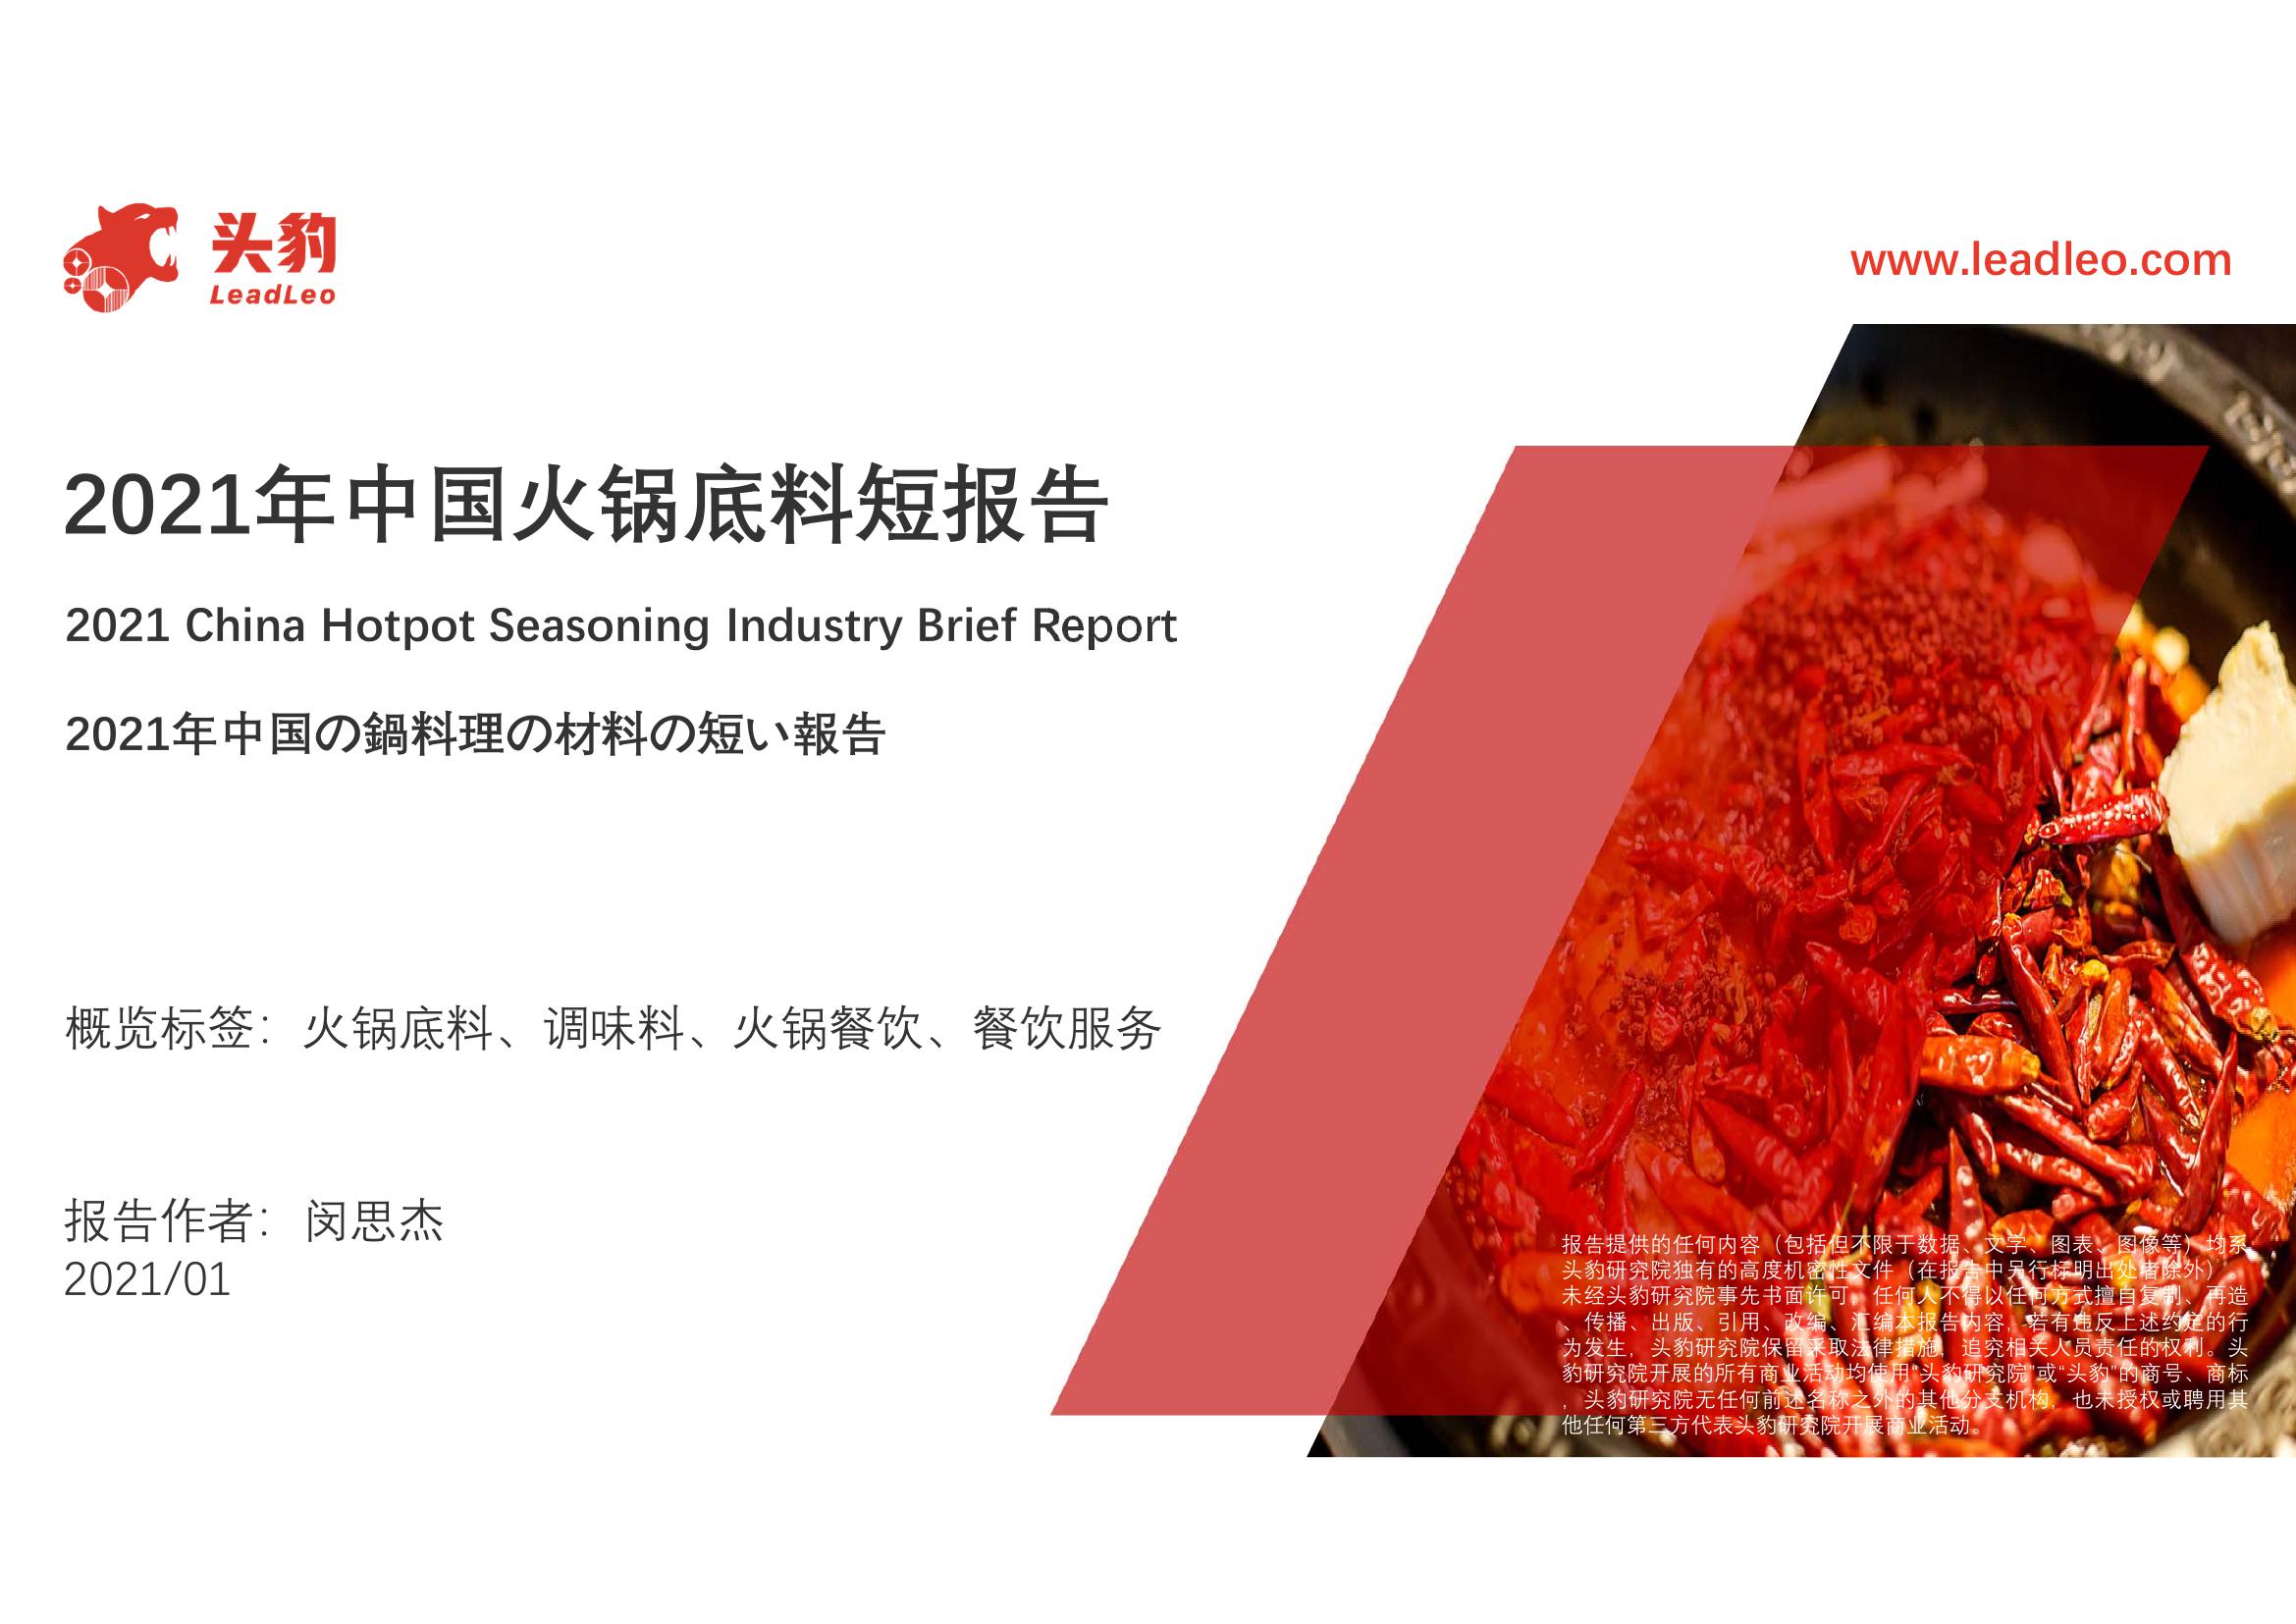 头豹
LeadLeo
www.leadleo.com
2021年中国火锅底料短报告
2021 China Hotpot Seasoning Industry Brief Report
2021年中国の鍋料理の材料の短い報告
概览标签：火锅底料、调味料、火锅餐饮、餐饮服务
报告作者：闵思杰
2021/01
报告提供的任何内容（包括但不限于数据、文字、图表、图像等）均系
头豹研究院独有的高度机密性文件（在报告中另行标明出处者除外）。
未经头豹研究院事先书面许可，任何人不得以任何方式擅自复制、再造
、传播、出版、引用、改编、汇编本报告内容，若有违反上述约定的行
为发生，头豹研究院保留采取法律措施，追究相关人员责任的权利。头
豹研究院开展的所有商业活动均使用“头豹研究院”或“头豹”的商号、商标
，头豹研究院无任何前述名称之外的其他分支机构，也未授权或聘用其
他任何第三方代表头豹研究院开展商业活动。